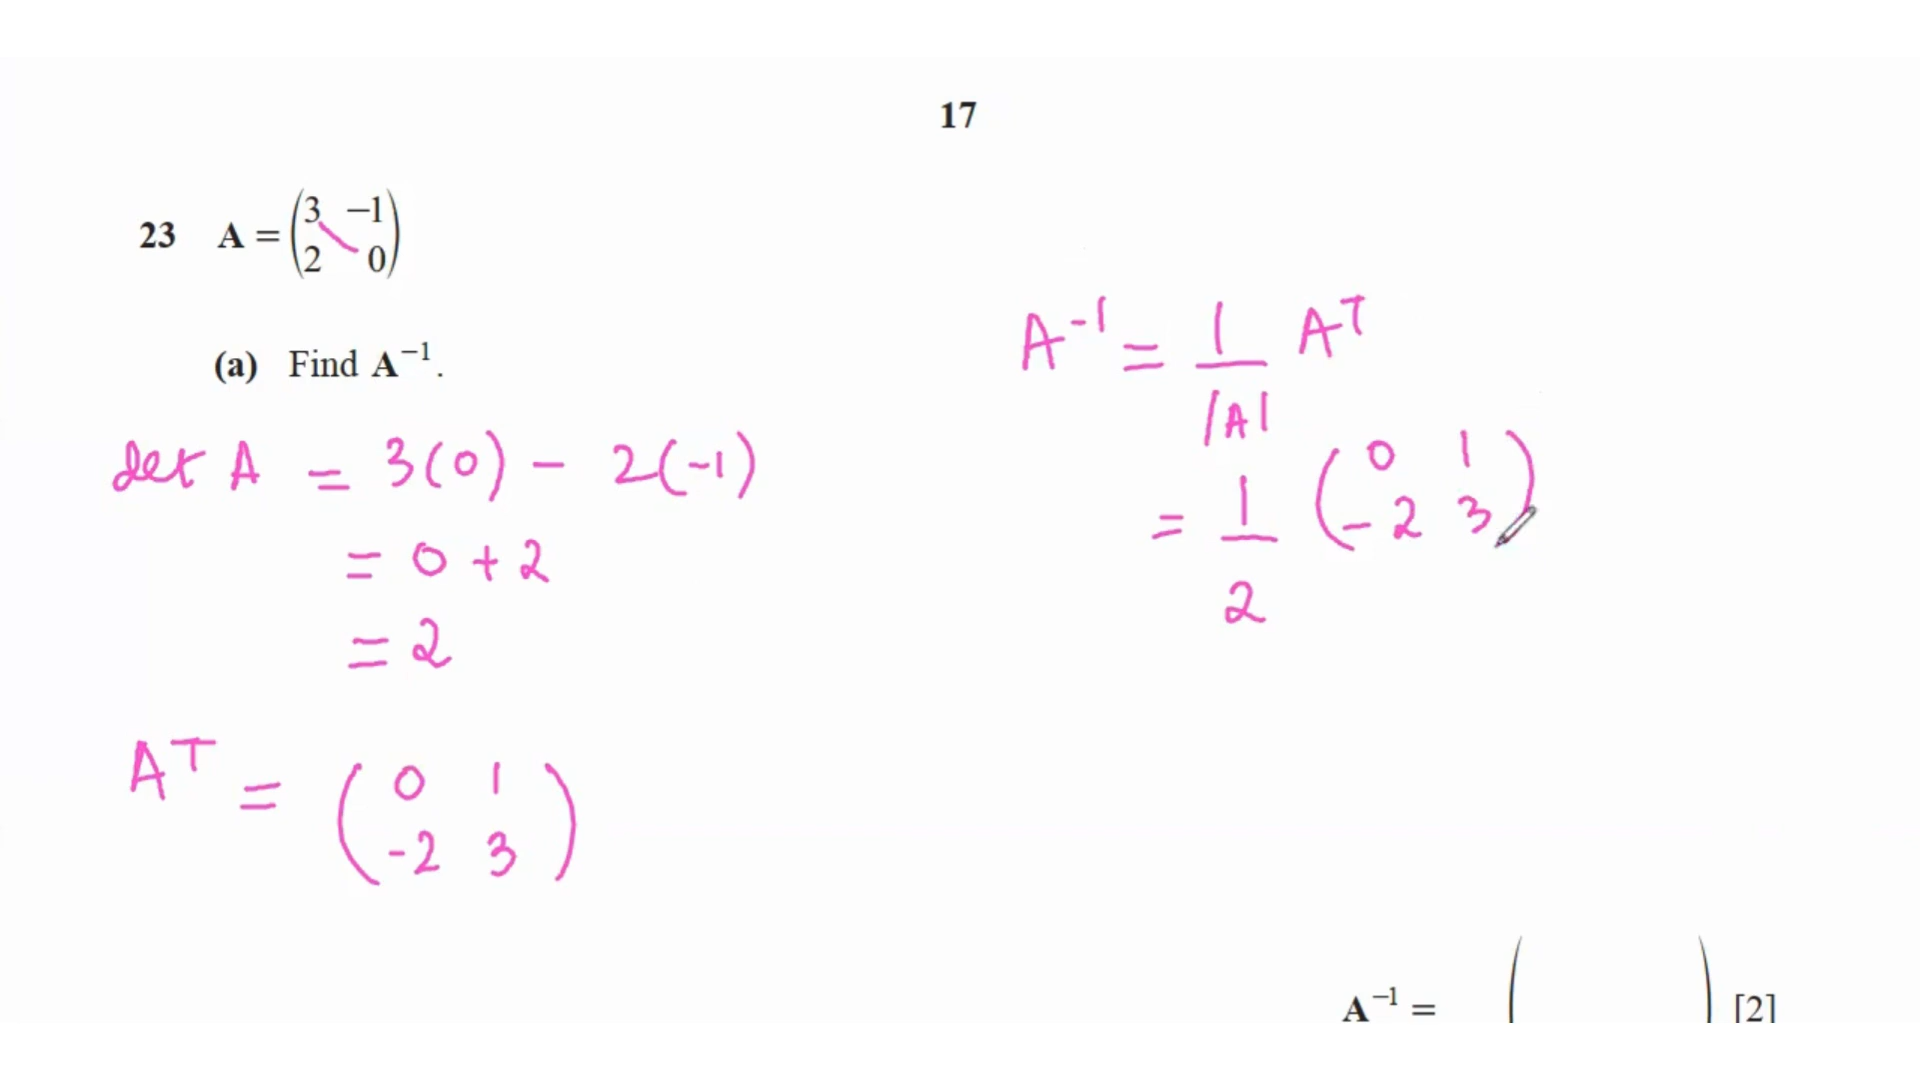 17
23 A = (3 −1
2 0)
(a) Find A⁻¹.
det A = 3(0) − 2(-1)
= 0 + 2
= 2
Aᵀ = (0 1
-2 3)
A⁻¹ = 1/|A| Aᵀ
= 1/2 (0 1
-2 3)
A⁻¹ = ( ) [2]